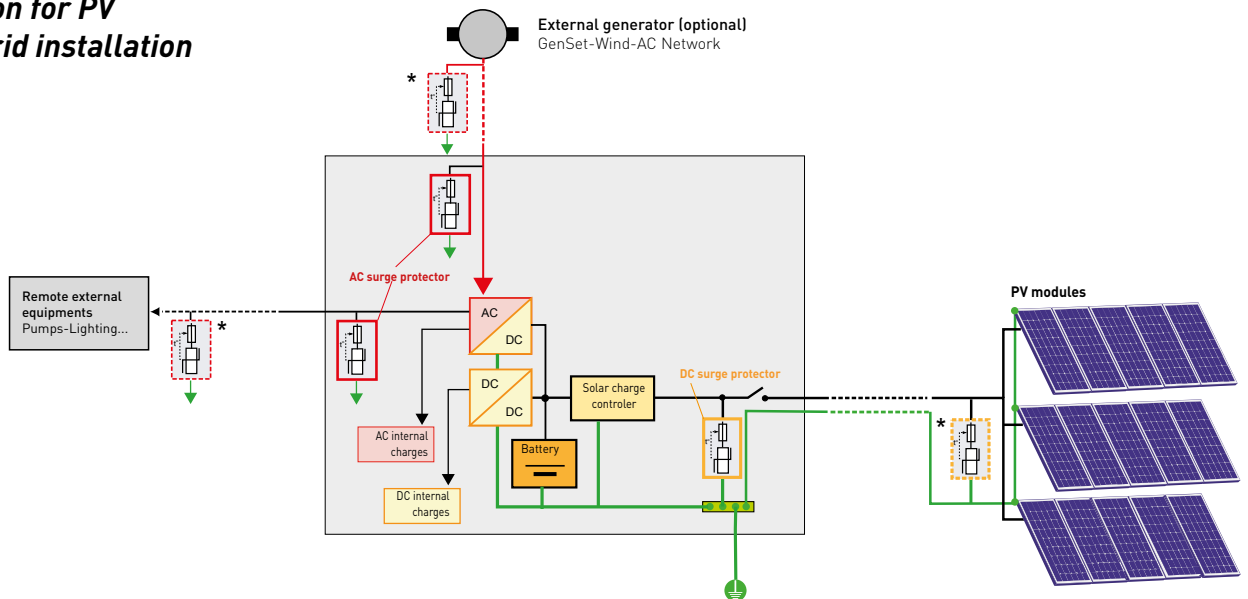 on for PV
rid installation
External generator (optional)
GenSet-Wind-AC Network
*
AC surge protector
Remote external
equipments
Pumps-Lighting...
*
AC
DC
DC
DC
AC internal
charges
DC internal
charges
Battery
Solar charge
controler
DC surge protector
*
PV modules